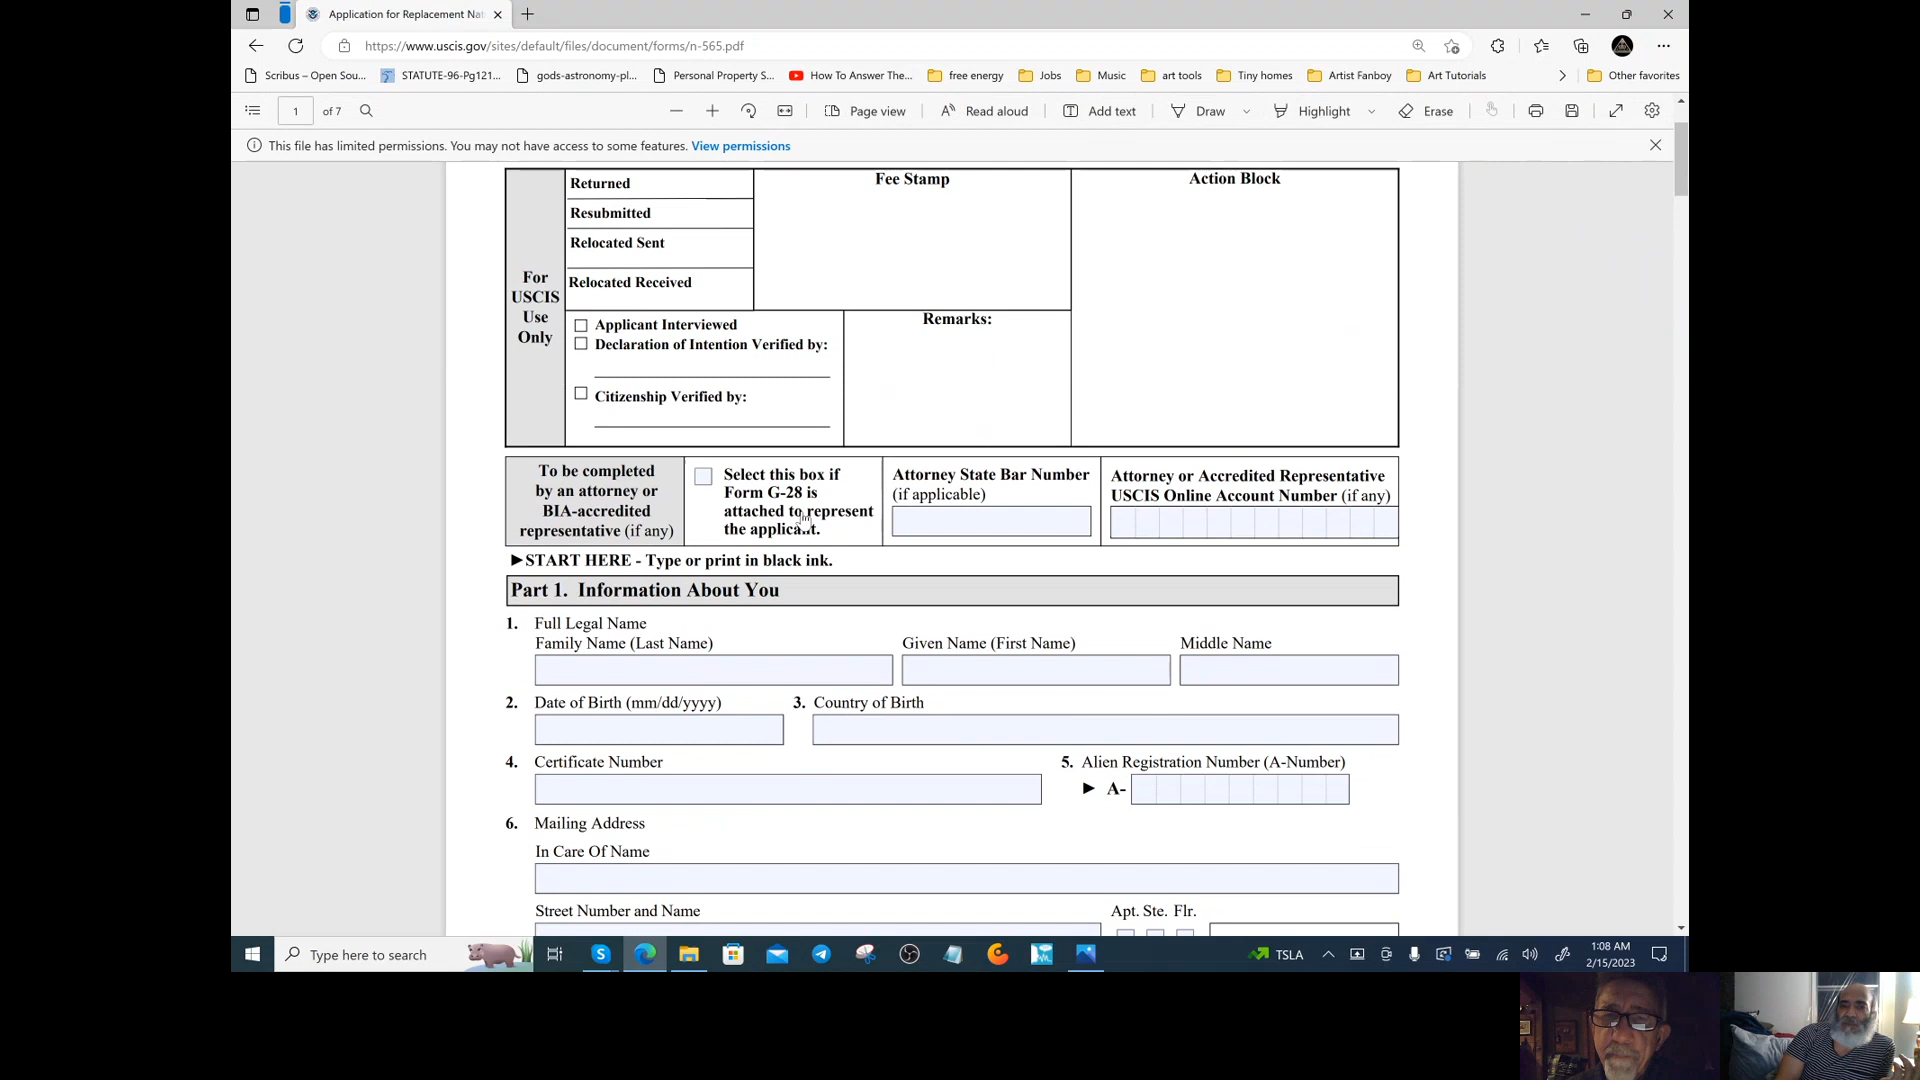 Application for Replacement Nat
https://www.uscis.gov/sites/default/files/document/forms/n-565.pdf
Scribus – Open Sou...
STATUTE-96-Pg121...
gods-astronomy-pl...
Personal Property S...
How To Answer The...
free energy
Jobs
Music
art tools
Tiny homes
Artist Fanboy
Art Tutorials
Other favorites
1 of 7
Page view
Read aloud
Add text
Draw
Highlight
Erase
This file has limited permissions. You may not have access to some features. View permissions
For
USCIS
Use
Only
Returned
Resubmitted
Relocated Sent
Relocated Received
Fee Stamp
Action Block
Applicant Interviewed
Declaration of Intention Verified by:
Citizenship Verified by:
Remarks:
To be completed
by an attorney or
BIA-accredited
representative (if any)
Select this box if
Form G-28 is
attached to represent
the applicant.
Attorney State Bar Number
(if applicable)
Attorney or Accredited Representative
USCIS Online Account Number (if any)
►START HERE - Type or print in black ink.
Part 1. Information About You
1. Full Legal Name
Family Name (Last Name)
Given Name (First Name)
Middle Name
2. Date of Birth (mm/dd/yyyy)
3. Country of Birth
4. Certificate Number
5. Alien Registration Number (A-Number)
► A-
6. Mailing Address
In Care Of Name
Street Number and Name
Apt. Ste. Flr.
Type here to search
TSLA
1:08 AM
2/15/2023